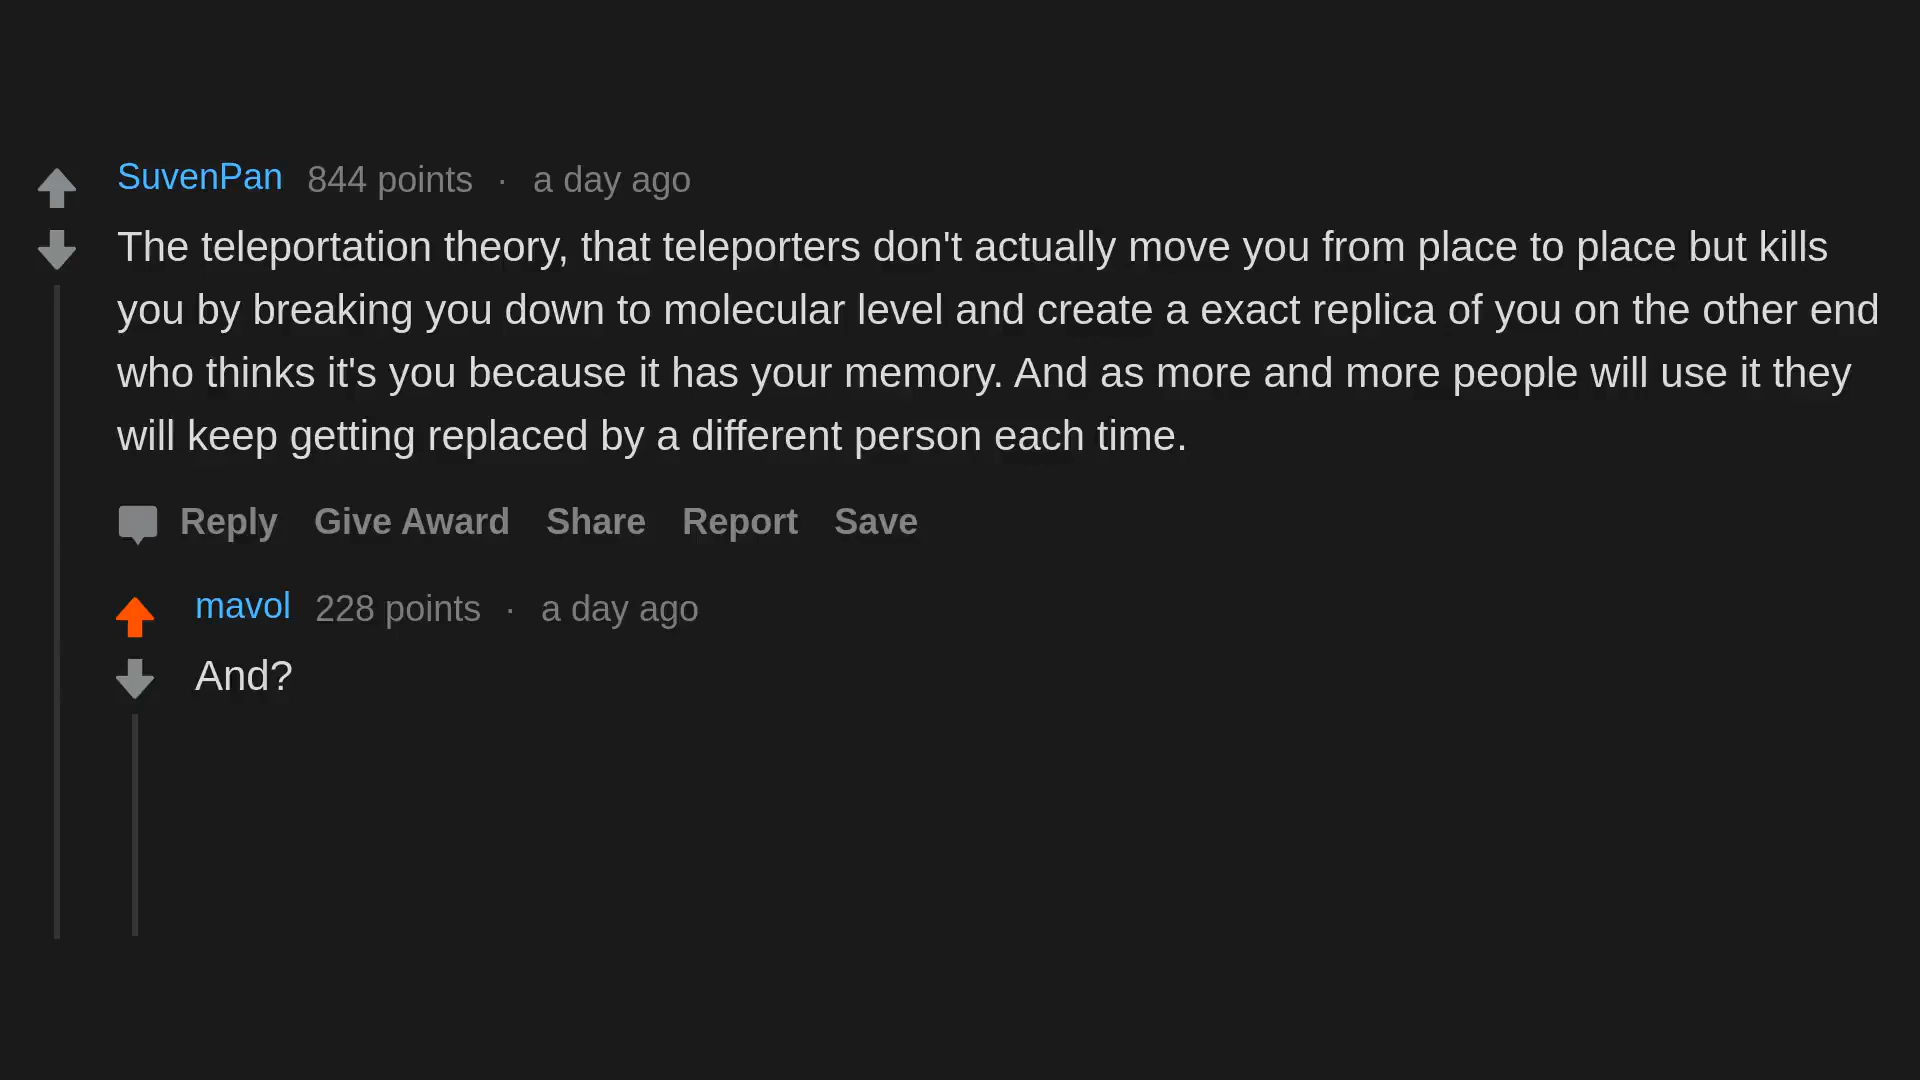 SuvenPan 844 points · a day ago
The teleportation theory, that teleporters don't actually move you from place to place but kills
you by breaking you down to molecular level and create a exact replica of you on the other end
who thinks it's you because it has your memory. And as more and more people will use it they
will keep getting replaced by a different person each time.
Reply Give Award Share Report Save
mavol 228 points · a day ago
And?